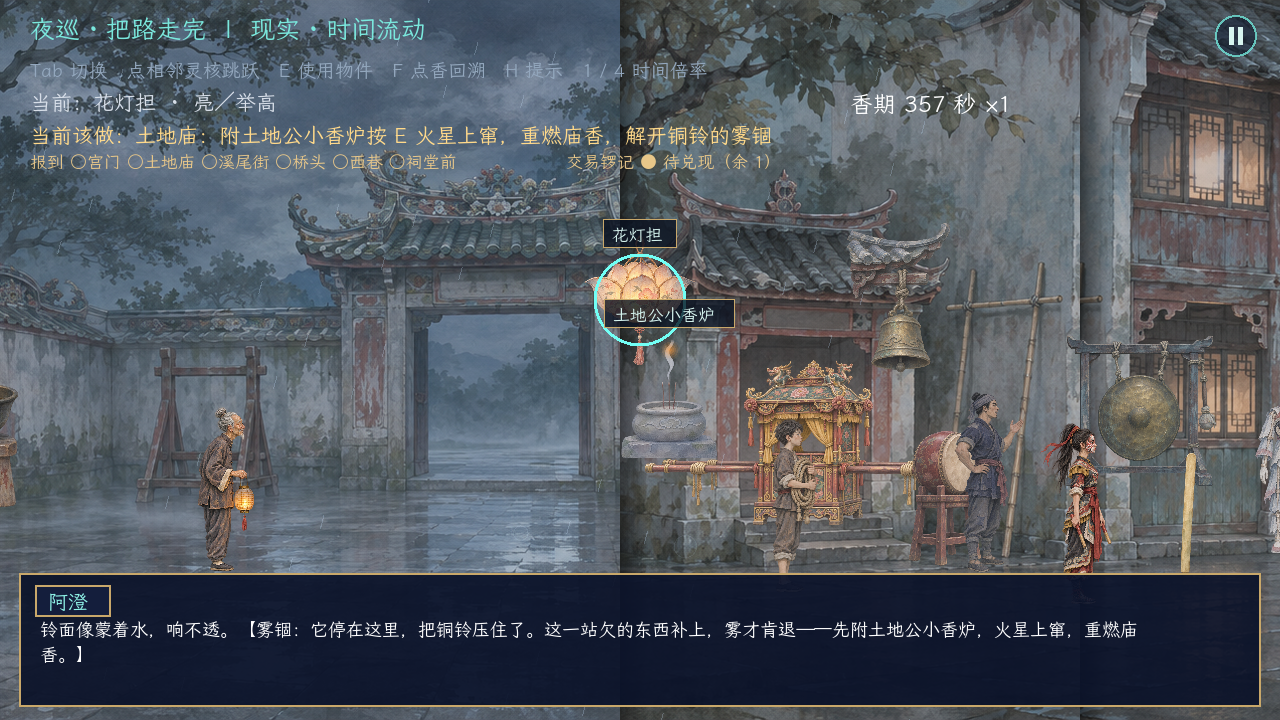 夜巡・把路走完 | 现实・时间流动
Tab 切换 点相邻灵核跳跃 E 使用物件 F 点香回溯 H 提示 1 / 4 时间倍率
当前：花灯担 ・ 亮／举高
香期 357 秒 ×1
当前该做：土地庙：附土地公小香炉按 E 火星上窜，重燃庙香，解开铜铃的雾锢
报到 ○宫门 ○土地庙 ○溪尾街 ○桥头 ○西巷 ○祠堂前
交易锣记 ● 待兑现（余 1）
花灯担
土地公小香炉
阿澄
铃面像蒙着水，响不透。【雾锢：它停在这里，把铜铃压住了。这一站欠的东西补上，雾才肯退——先附土地公小香炉，火星上窜，重燃庙
香。】